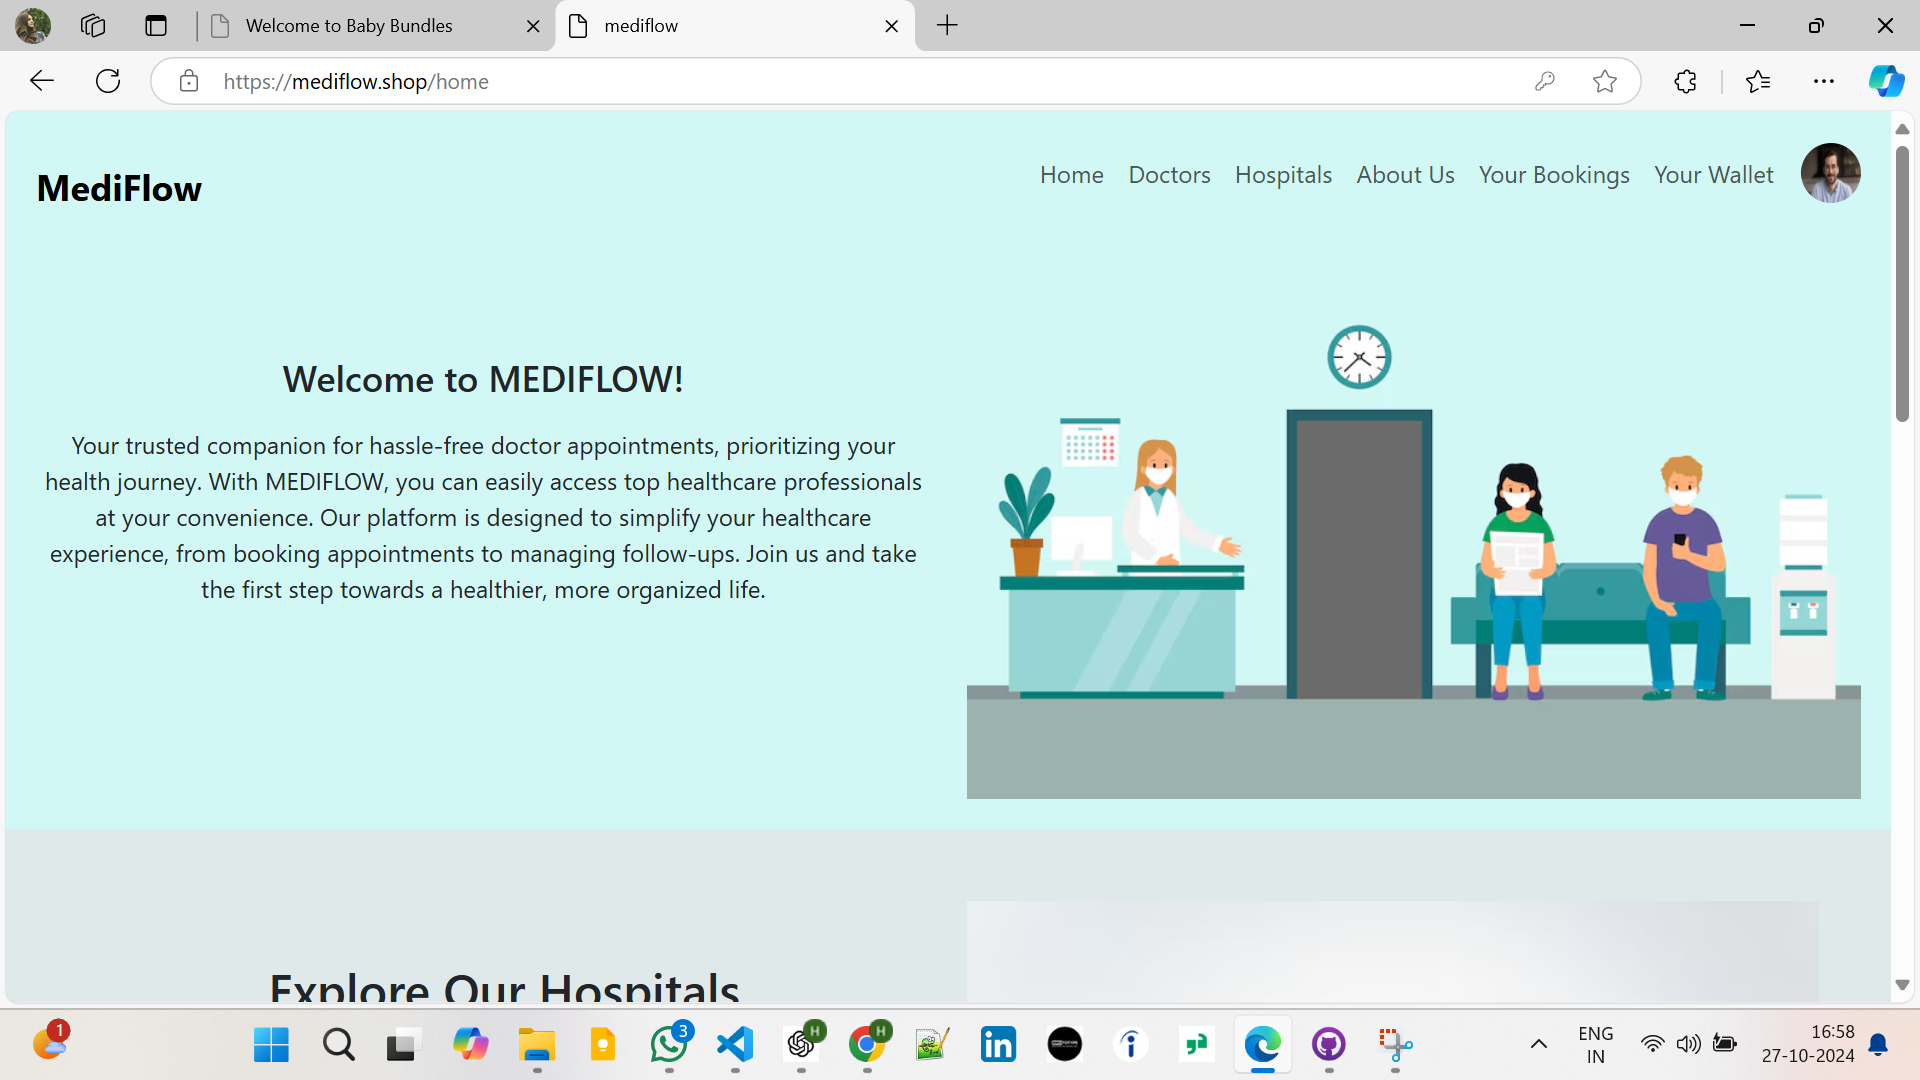 Welcome to Baby Bundles
mediflow
https://mediflow.shop/home
MediFlow
Home Doctors Hospitals About Us Your Bookings Your Wallet
Welcome to MEDIFLOW!
Your trusted companion for hassle-free doctor appointments, prioritizing your
health journey. With MEDIFLOW, you can easily access top healthcare professionals
at your convenience. Our platform is designed to simplify your healthcare
experience, from booking appointments to managing follow-ups. Join us and take
the first step towards a healthier, more organized life.
Explore Our Hospitals
1
3
H
H
in
ENG
IN
16:58
27-10-2024